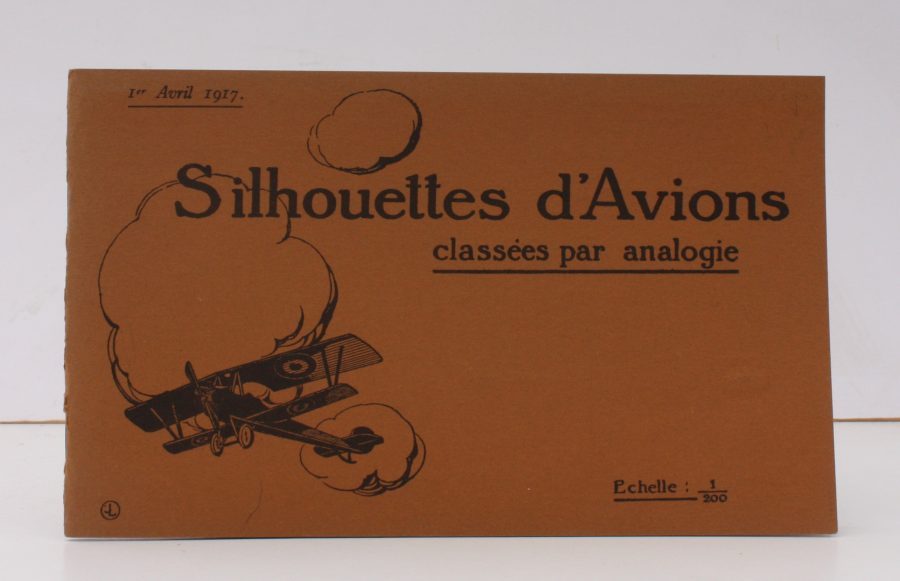 1er Avril 1917.
Silhouettes d'Avions
classées par analogie
Echelle : 1/200